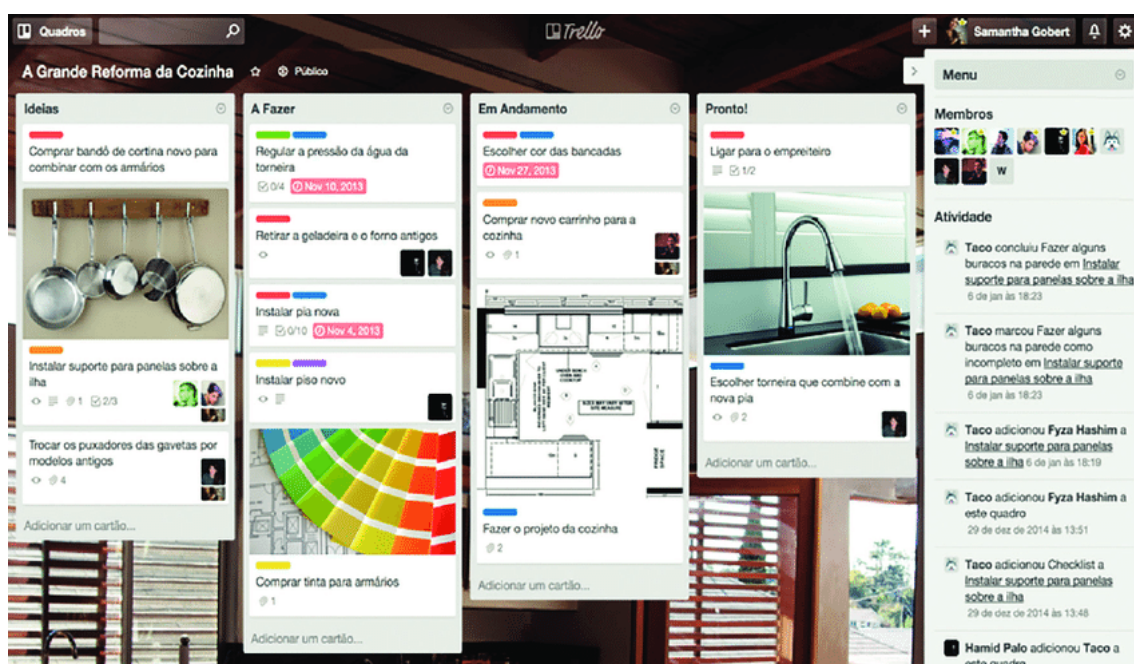 Quadros
Trello
Samantha Gobert
A Grande Reforma da Cozinha
Público
Ideias
Comprar bandô de cortina novo para
combinar com os armários
Instalar suporte para panelas sobre a
ilha
1
2/3
Trocar os puxadores das gavetas por
modelos antigos
4
Adicionar um cartão...
A Fazer
Regular a pressão da água da
torneira
0/4
Nov 10, 2013
Retirar a geladeira e o forno antigos
Instalar pia nova
0/10
Nov 4, 2013
Instalar piso novo
Comprar tinta para armários
1
Adicionar um cartão...
Em Andamento
Escolher cor das bancadas
Nov 27, 2013
Comprar novo carrinho para a
cozinha
1
FRIDGE
SPACE
Fazer o projeto da cozinha
2
Adicionar um cartão...
Pronto!
Ligar para o empreiteiro
1/2
Escolher torneira que combine com a
nova pia
2
Adicionar um cartão...
Menu
Membros
W
Atividade
Taco concluiu Fazer alguns
buracos na parede em Instalar
suporte para panelas sobre a ilha
6 de jan às 18:23
Taco marcou Fazer alguns
buracos na parede como
incompleto em Instalar suporte
para panelas sobre a ilha
6 de jan às 18:23
Taco adicionou Fyza Hashim a
Instalar suporte para panelas
sobre a ilha 6 de jan às 18:19
Taco adicionou Fyza Hashim a
este quadro
29 de dez de 2014 às 13:51
Taco adicionou Checklist a
Instalar suporte para panelas
sobre a ilha
29 de dez de 2014 às 13:48
Hamid Palo adicionou Taco a
este quadro